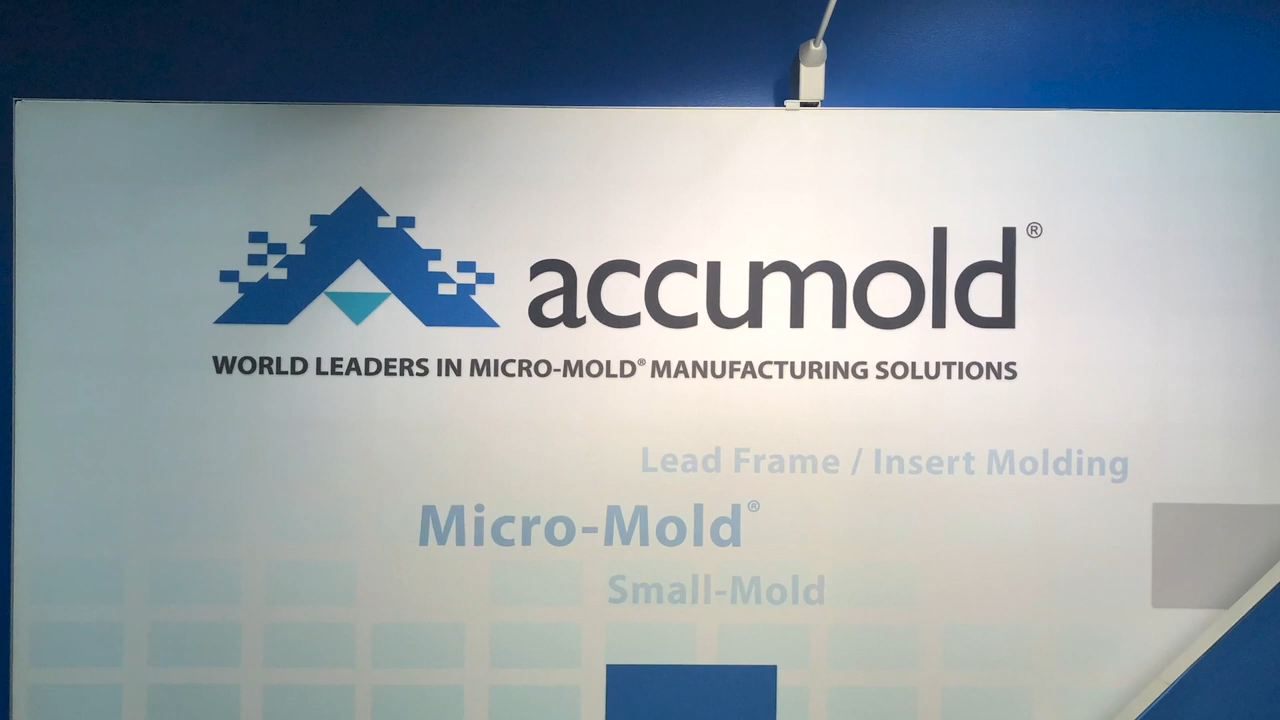 accumold®
WORLD LEADERS IN MICRO-MOLD® MANUFACTURING SOLUTIONS
Lead Frame / Insert Molding
Micro-Mold®
Small-Mold